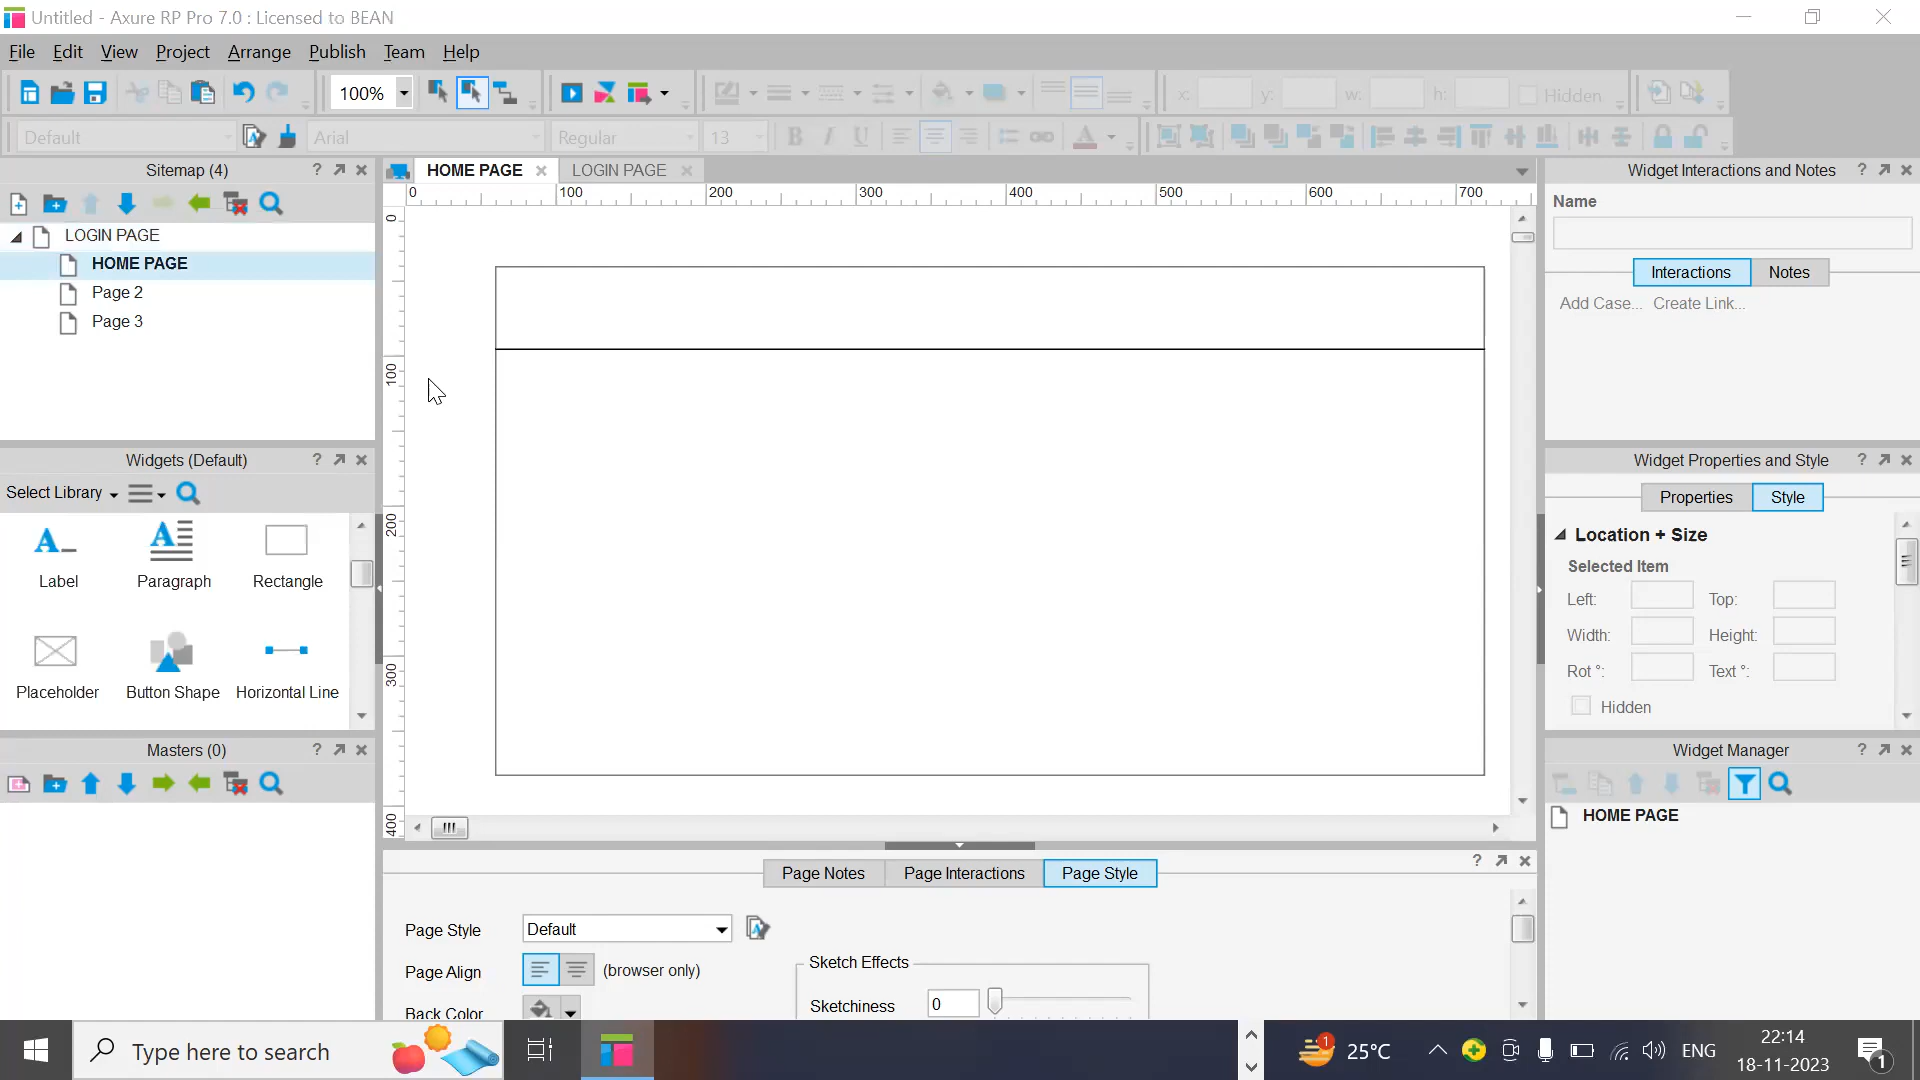 Untitled - Axure RP Pro 7.0 : Licensed to BEAN
File Edit View Project Arrange Publish Team Help
100% x: y: w: h: Hidden
Default Arial Regular 13 B I U
Sitemap (4)
LOGIN PAGE
HOME PAGE
Page 2
Page 3
Widgets (Default)
Select Library
Label Paragraph Rectangle
Placeholder Button Shape Horizontal Line
Masters (0)
HOME PAGE LOGIN PAGE
0 100 200 300 400 500 600 700
0
100
200
300
400
Page Notes Page Interactions Page Style
Page Style Default
Page Align (browser only)
Back Color
Sketch Effects
Sketchiness 0
Widget Interactions and Notes
Name
Interactions Notes
Add Case... Create Link...
Widget Properties and Style
Properties Style
Location + Size
Selected Item
Left: Top:
Width: Height:
Rot °: Text °:
Hidden
Widget Manager
HOME PAGE
Type here to search
1 25°C ENG
22:14
18-11-2023
1